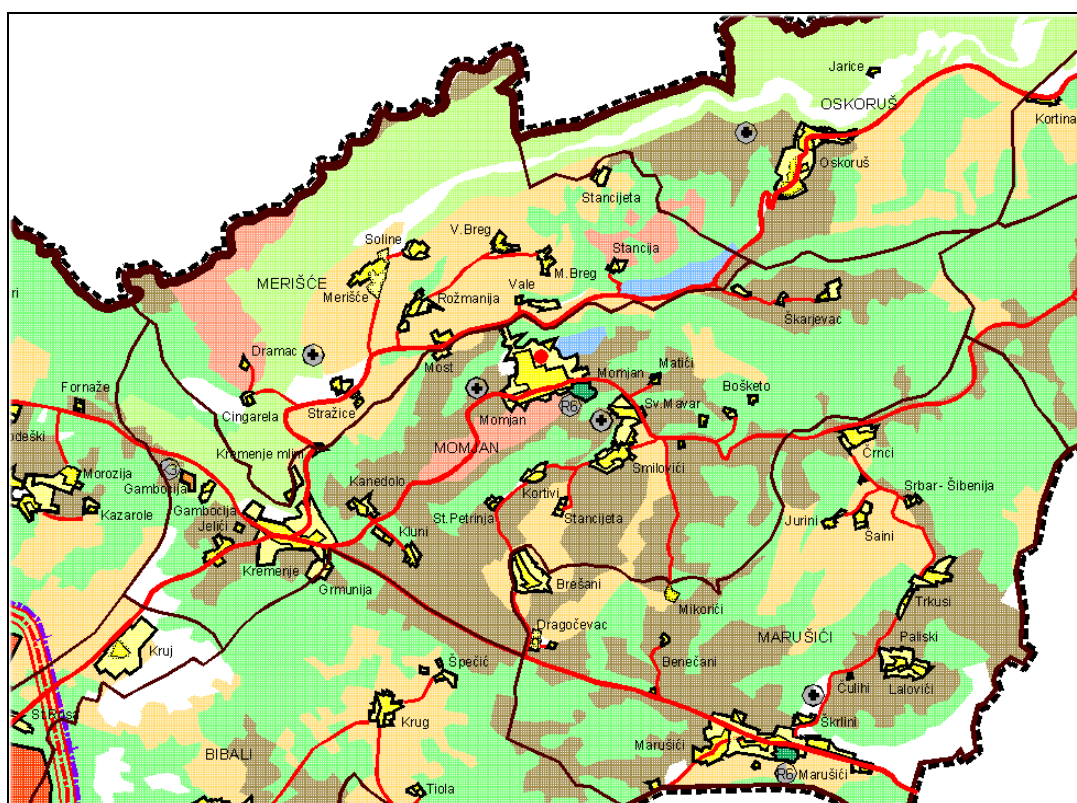 Jarice
OSKORUŠ
Kortina
Oskoruš
Stancijeta
V.Breg
Soline
Stancija
M.Breg
MERIŠĆE
Merišće
Rožmanija
Vale
Škarjevac
Dramac
Most
Momjan
Matići
Fornaže
Bošketo
Cingarela
Stražice
R6
Sv.Mavar
Momjan
MOMJAN
Kremenje mlini
Smilovići
Crnci
Morozija
3
Gambocija
Kanedolo
Kortivi
Srbar- Šibenija
Kazarole
Gambocija
St.Petrinja
Stancijeta
Jurini
Jelići
Kluni
Saini
Kremenje
Grmunija
Brešani
Mikorići
Trkusi
Dragočevac
MARUŠIĆI
Paliski
Kruj
Špečić
Benečani
Čulihi
Lalovići
Krug
Škrlini
BIBALI
Marušići
R6
Marušići
Tiola